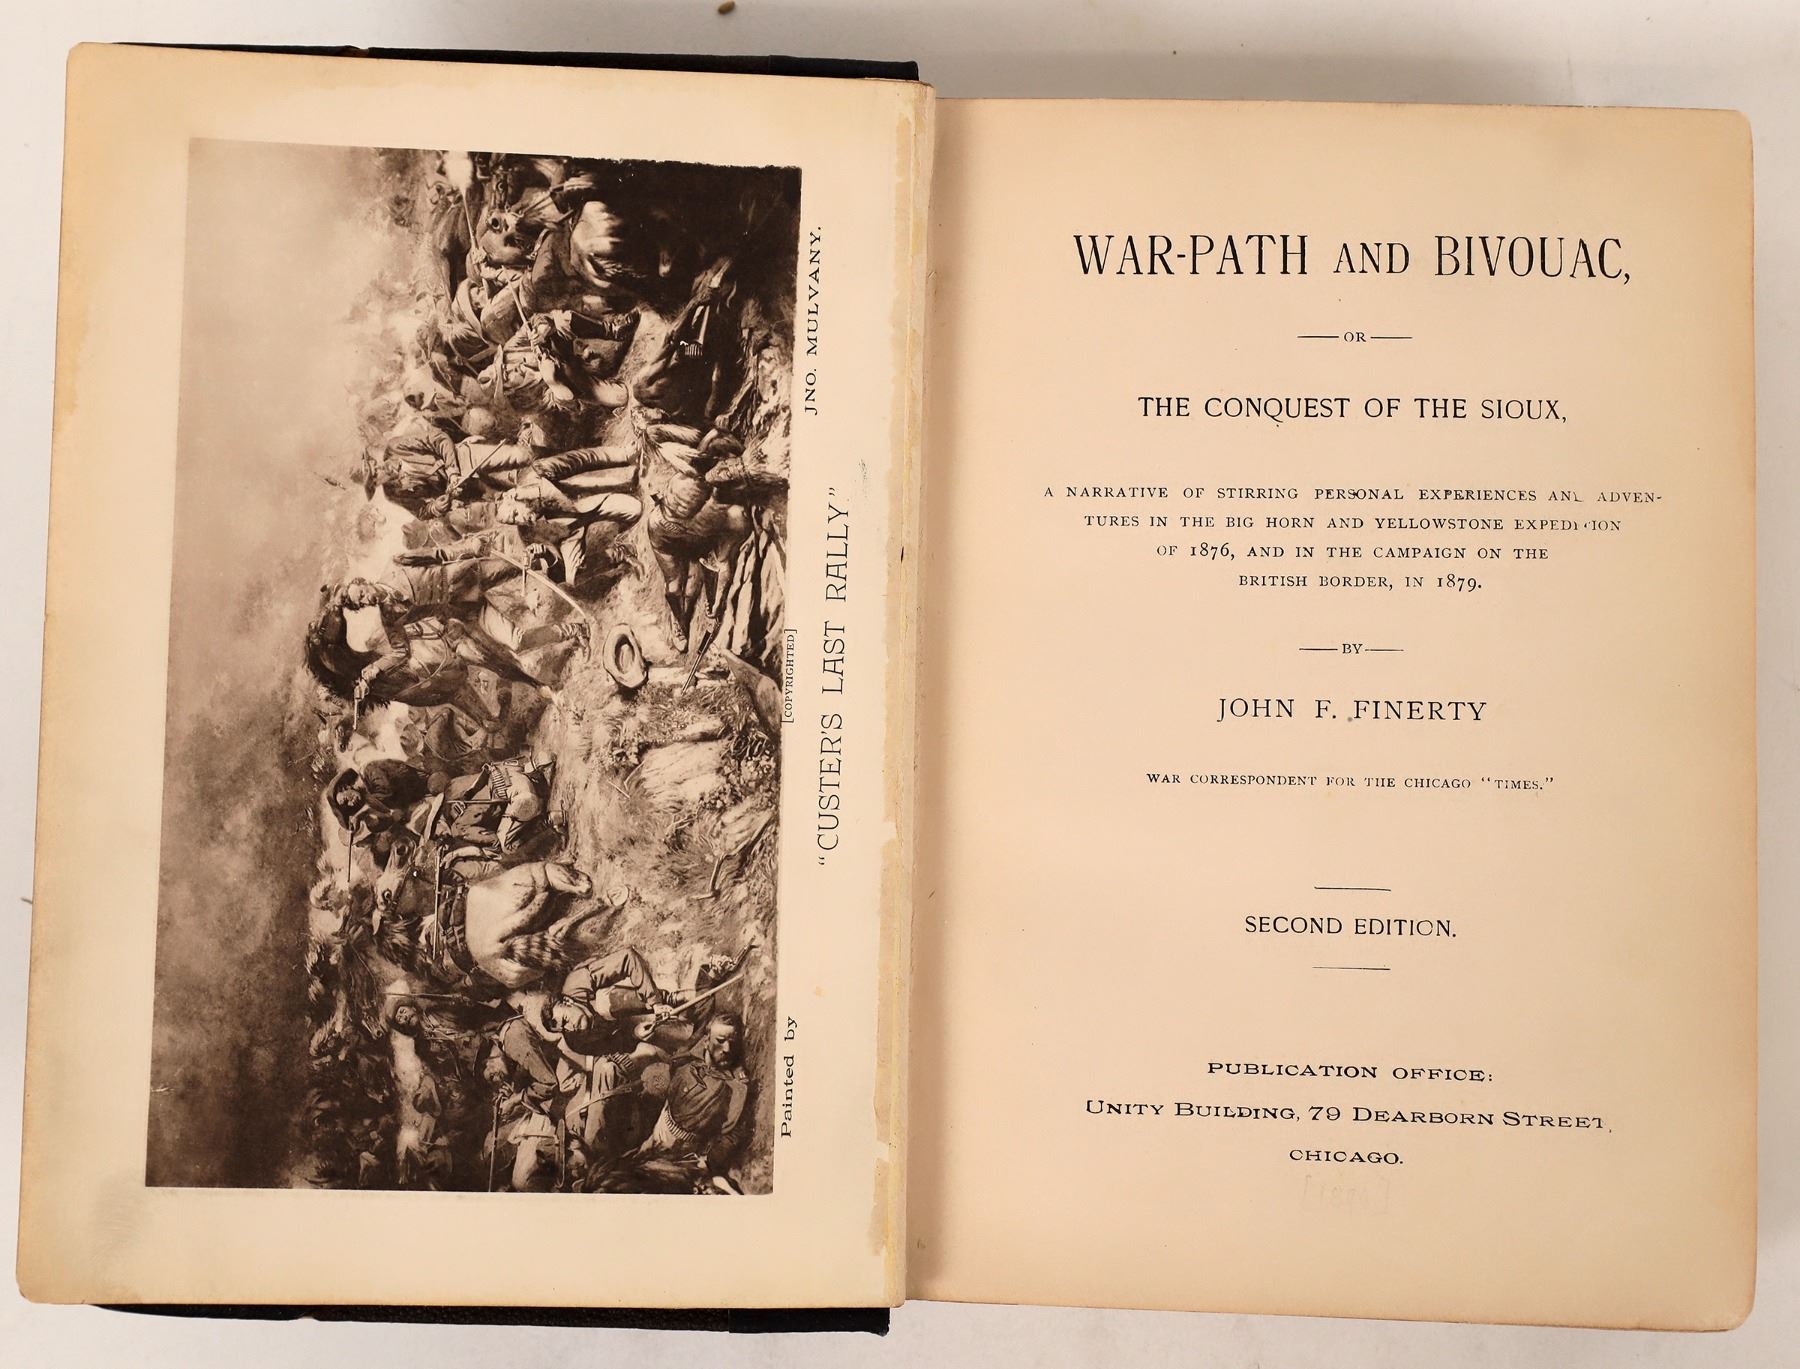 [COPYRIGHTED]
Painted by JNO. MULVANY.
"CUSTER'S LAST RALLY"
WAR-PATH AND BIVOUAC,
OR
THE CONQUEST OF THE SIOUX,
A NARRATIVE OF STIRRING PERSONAL EXPERIENCES AND ADVEN-
TURES IN THE BIG HORN AND YELLOWSTONE EXPEDITION
OF 1876, AND IN THE CAMPAIGN ON THE
BRITISH BORDER, IN 1879.
BY
JOHN F. FINERTY
WAR CORRESPONDENT FOR THE CHICAGO "TIMES."
SECOND EDITION.
PUBLICATION OFFICE:
UNITY BUILDING, 79 DEARBORN STREET,
CHICAGO.